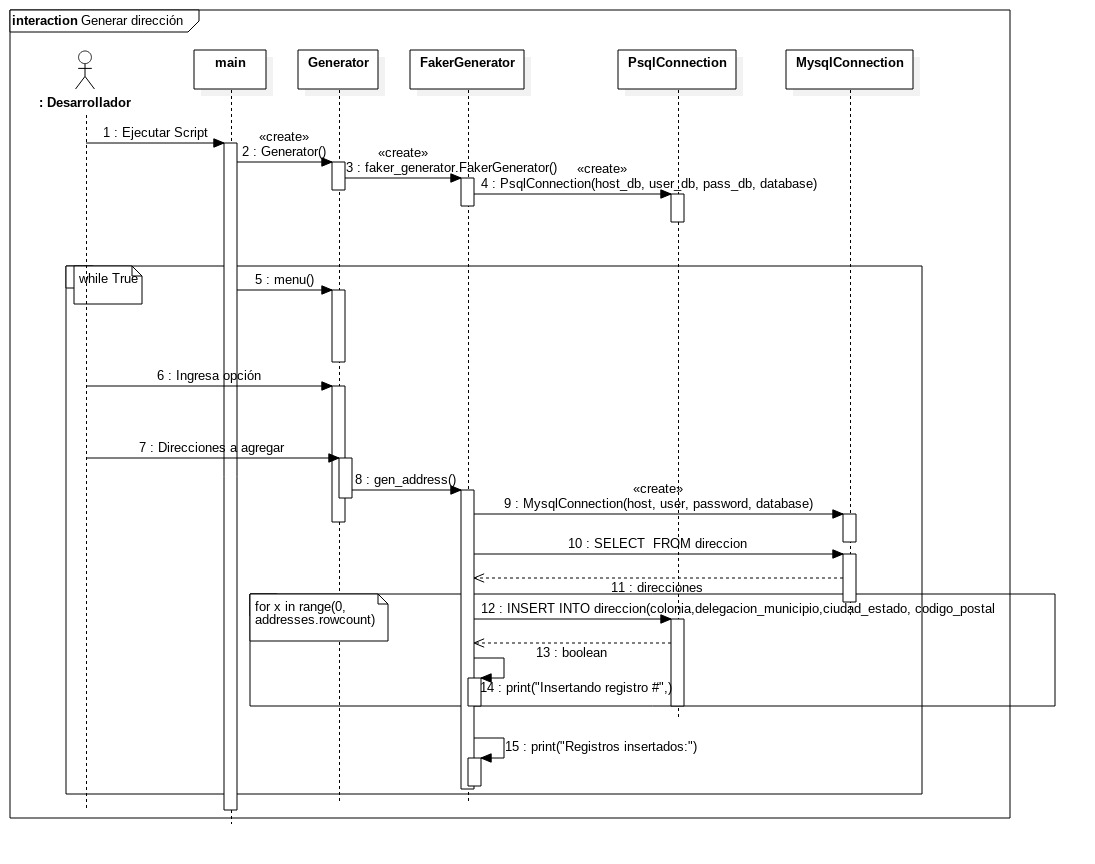 interaction Generar dirección
main
Generator
FakerGenerator
PsqlConnection
MysqlConnection
: Desarrollador
1 : Ejecutar Script
«create»
2 : Generator()
«create»
3 : faker_generator.FakerGenerator()
«create»
4 : PsqlConnection(host_db, user_db, pass_db, database)
while True
5 : menu()
6 : Ingresa opción
7 : Direcciones a agregar
8 : gen_address()
«create»
9 : MysqlConnection(host, user, password, database)
10 : SELECT  FROM direccion
11 : direcciones
for x in range(0,
addresses.rowcount)
12 : INSERT INTO direccion(colonia,delegacion_municipio,ciudad_estado, codigo_postal
13 : boolean
14 : print("Insertando registro #",)
15 : print("Registros insertados:")